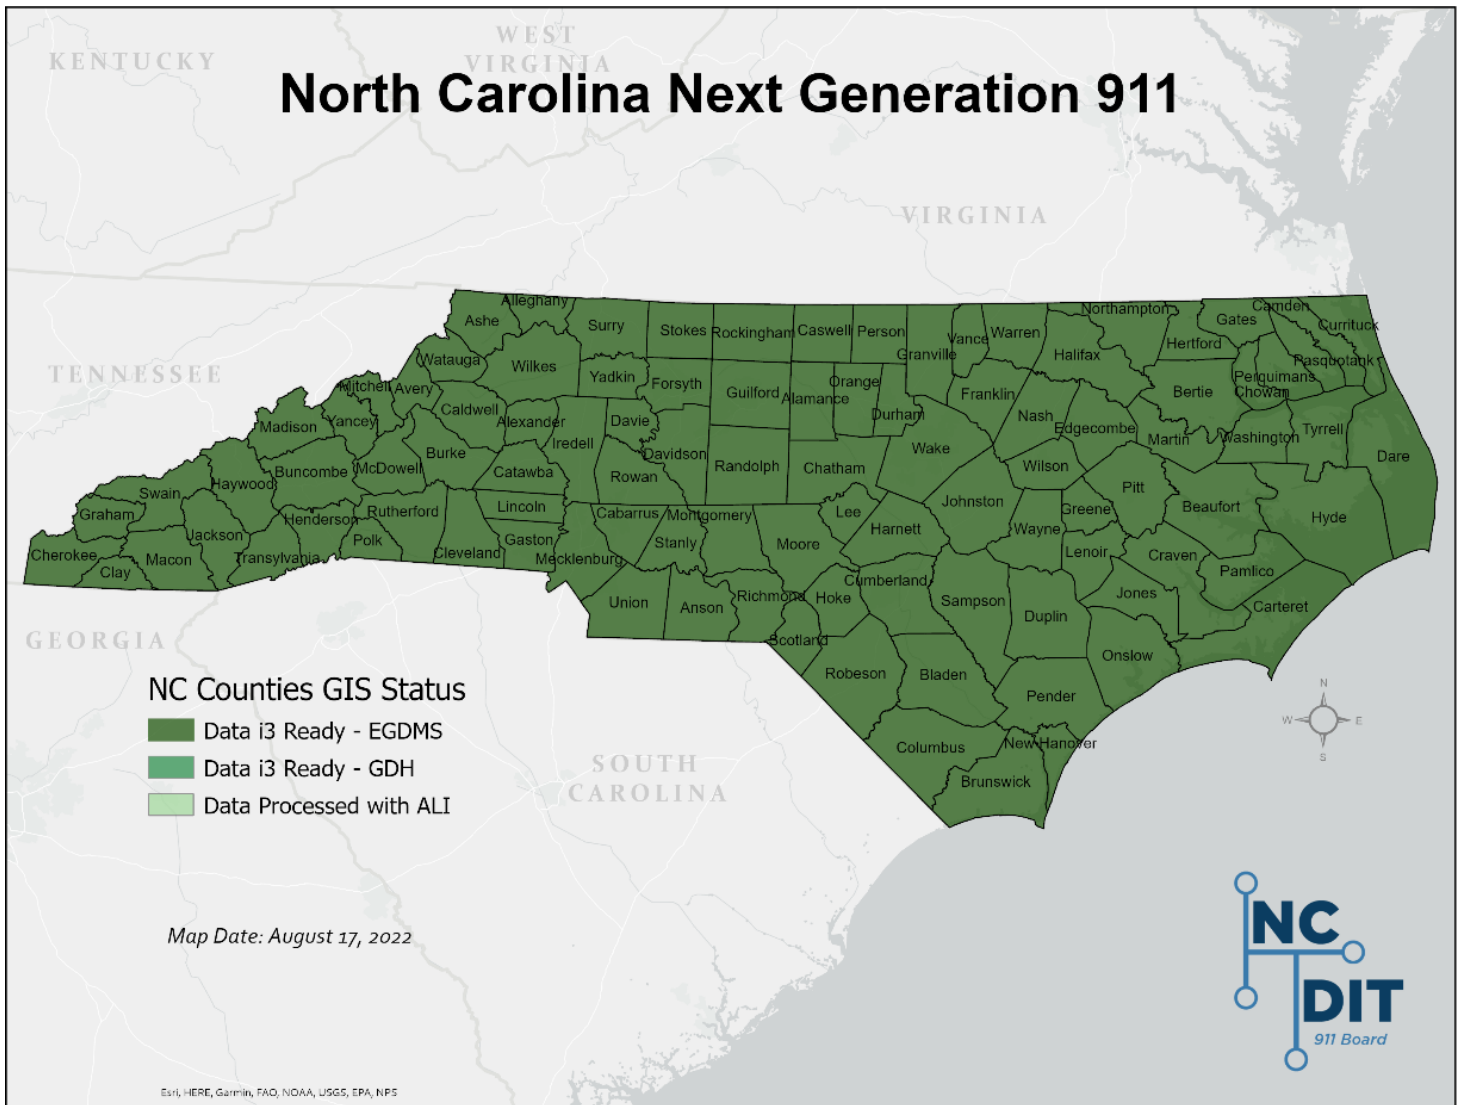 KENTUCKY
WEST
VIRGINIA
North Carolina Next Generation 911
VIRGINIA
TENNESSEE
Alleghany
Ashe
Surry
Stokes
Rockingham
Caswell
Person
Granville
Vance
Warren
Northampton
Halifax
Hertford
Gates
Camden
Currituck
Pasquotank
Perquimans
Chowan
Bertie
Watauga
Wilkes
Yadkin
Forsyth
Guilford
Alamance
Orange
Durham
Franklin
Nash
Edgecombe
Martin
Washington
Tyrrell
Dare
Mitchell
Avery
Yancey
Madison
Caldwell
Alexander
Iredell
Davie
Davidson
Randolph
Chatham
Wake
Wilson
Pitt
Beaufort
Hyde
Burke
McDowell
Buncombe
Haywood
Swain
Graham
Cherokee
Clay
Macon
Jackson
Transylvania
Henderson
Polk
Rutherford
Cleveland
Catawba
Lincoln
Gaston
Mecklenburg
Rowan
Cabarrus
Stanly
Montgomery
Moore
Lee
Harnett
Johnston
Wayne
Greene
Lenoir
Craven
Pamlico
Jones
Carteret
Union
Anson
Richmond
Scotland
Hoke
Cumberland
Sampson
Duplin
Onslow
Robeson
Bladen
Pender
Columbus
New Hanover
Brunswick
GEORGIA
SOUTH
CAROLINA
NC Counties GIS Status
Data i3 Ready - EGDMS
Data i3 Ready - GDH
Data Processed with ALI
N
W
E
S
Map Date: August 17, 2022
NC
DIT
911 Board
Esri, HERE, Garmin, FAO, NOAA, USGS, EPA, NPS